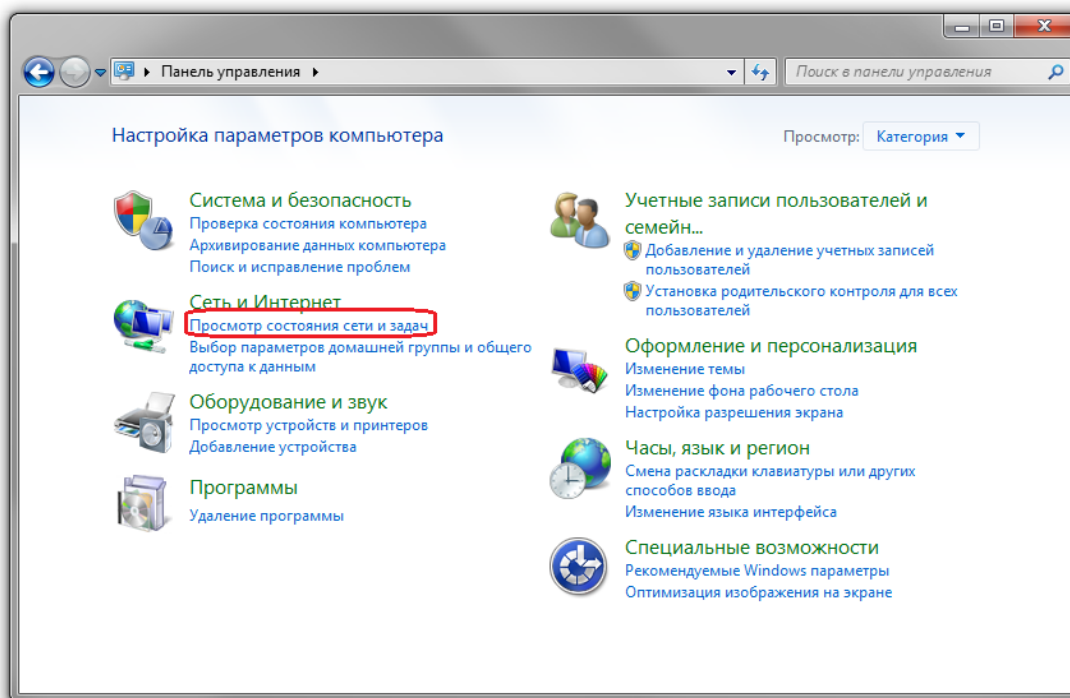 Панель управления
Поиск в панели управления
Настройка параметров компьютера
Просмотр: Категория
Система и безопасность
Проверка состояния компьютера
Архивирование данных компьютера
Поиск и исправление проблем
Сеть и Интернет
Просмотр состояния сети и задач
Выбор параметров домашней группы и общего
доступа к данным
Оборудование и звук
Просмотр устройств и принтеров
Добавление устройства
Программы
Удаление программы
Учетные записи пользователей и
семейн...
Добавление и удаление учетных записей
пользователей
Установка родительского контроля для всех
пользователей
Оформление и персонализация
Изменение темы
Изменение фона рабочего стола
Настройка разрешения экрана
Часы, язык и регион
Смена раскладки клавиатуры или других
способов ввода
Изменение языка интерфейса
Специальные возможности
Рекомендуемые Windows параметры
Оптимизация изображения на экране